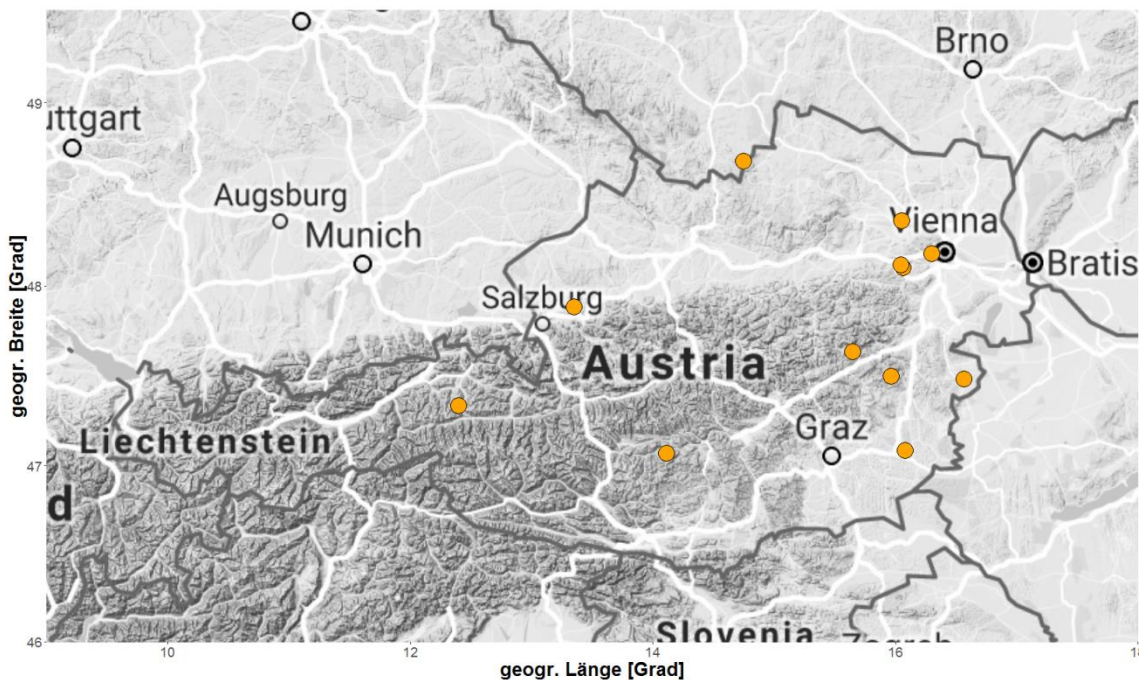 Brno
49
uttgart
Augsburg
Munich
Vienna
Bratis
48
Salzburg
Austria
Liechtenstein
Graz
47
d
Slovenia
46
10
12
14
16
18
geogr. Länge [Grad]
geogr. Breite [Grad]